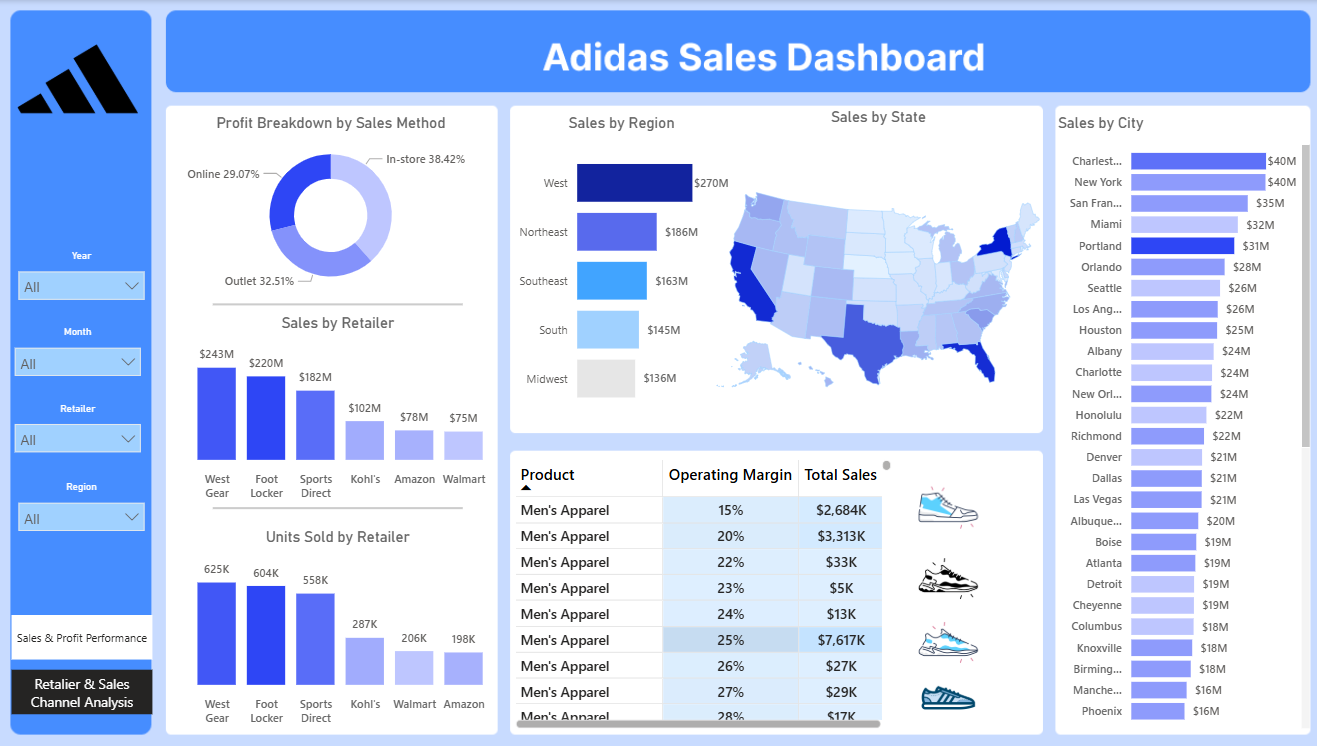 Adidas Sales Dashboard
Year
All
Month
All
Retailer
All
Region
All
Sales & Profit Performance
Retalier & Sales
Channel Analysis
Profit Breakdown by Sales Method
In-store 38.42%
Online 29.07%
Outlet 32.51%
Sales by Retailer
$243M
$220M
$182M
$102M
$78M
$75M
West Gear
Foot Locker
Sports Direct
Kohl's
Amazon
Walmart
Units Sold by Retailer
625K
604K
558K
287K
206K
198K
West Gear
Foot Locker
Sports Direct
Kohl's
Walmart
Amazon
Sales by Region
West $270M
Northeast $186M
Southeast $163M
South $145M
Midwest $136M
Sales by State
Product Operating Margin Total Sales
Men's Apparel 15% $2,684K
Men's Apparel 20% $3,313K
Men's Apparel 22% $33K
Men's Apparel 23% $5K
Men's Apparel 24% $13K
Men's Apparel 25% $7,617K
Men's Apparel 26% $27K
Men's Apparel 27% $29K
Men's Apparel 28% $17K
Sales by City
Charlest... $40M
New York $40M
San Fran... $35M
Miami $32M
Portland $31M
Orlando $28M
Seattle $26M
Los Ang... $26M
Houston $25M
Albany $24M
Charlotte $24M
New Orl... $24M
Honolulu $22M
Richmond $22M
Denver $21M
Dallas $21M
Las Vegas $21M
Albuque... $20M
Boise $19M
Atlanta $19M
Detroit $19M
Cheyenne $19M
Columbus $18M
Knoxville $18M
Birming... $18M
Manche... $16M
Phoenix $16M